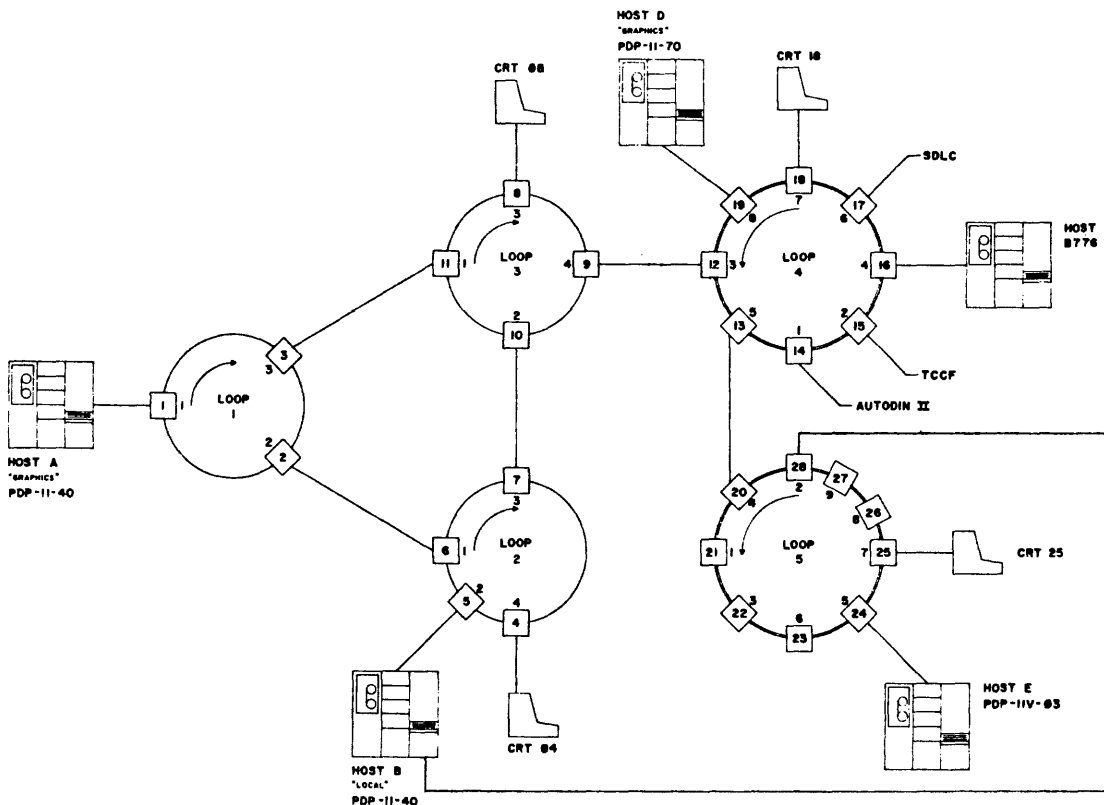 HOST D
"GRAPHICS"
PDP-11-70
CRT 08
CRT 18
SDLC
HOST
B776
TCCF
AUTODIN II
HOST A
"GRAPHICS"
PDP-11-40
LOOP
1
1
1
3
3
2
2
LOOP
3
8
3
11
1
4
9
2
10
LOOP
2
7
3
6
1
5
2
4
4
LOOP
4
18
7
19
8
17
6
12
3
4
16
13
5
2
15
1
14
LOOP
5
28
2
27
9
26
8
20
4
21
1
7
25
3
22
6
23
5
24
CRT 25
CRT 04
HOST B
"LOCAL"
PDP-11-40
HOST E
PDP-11V-03